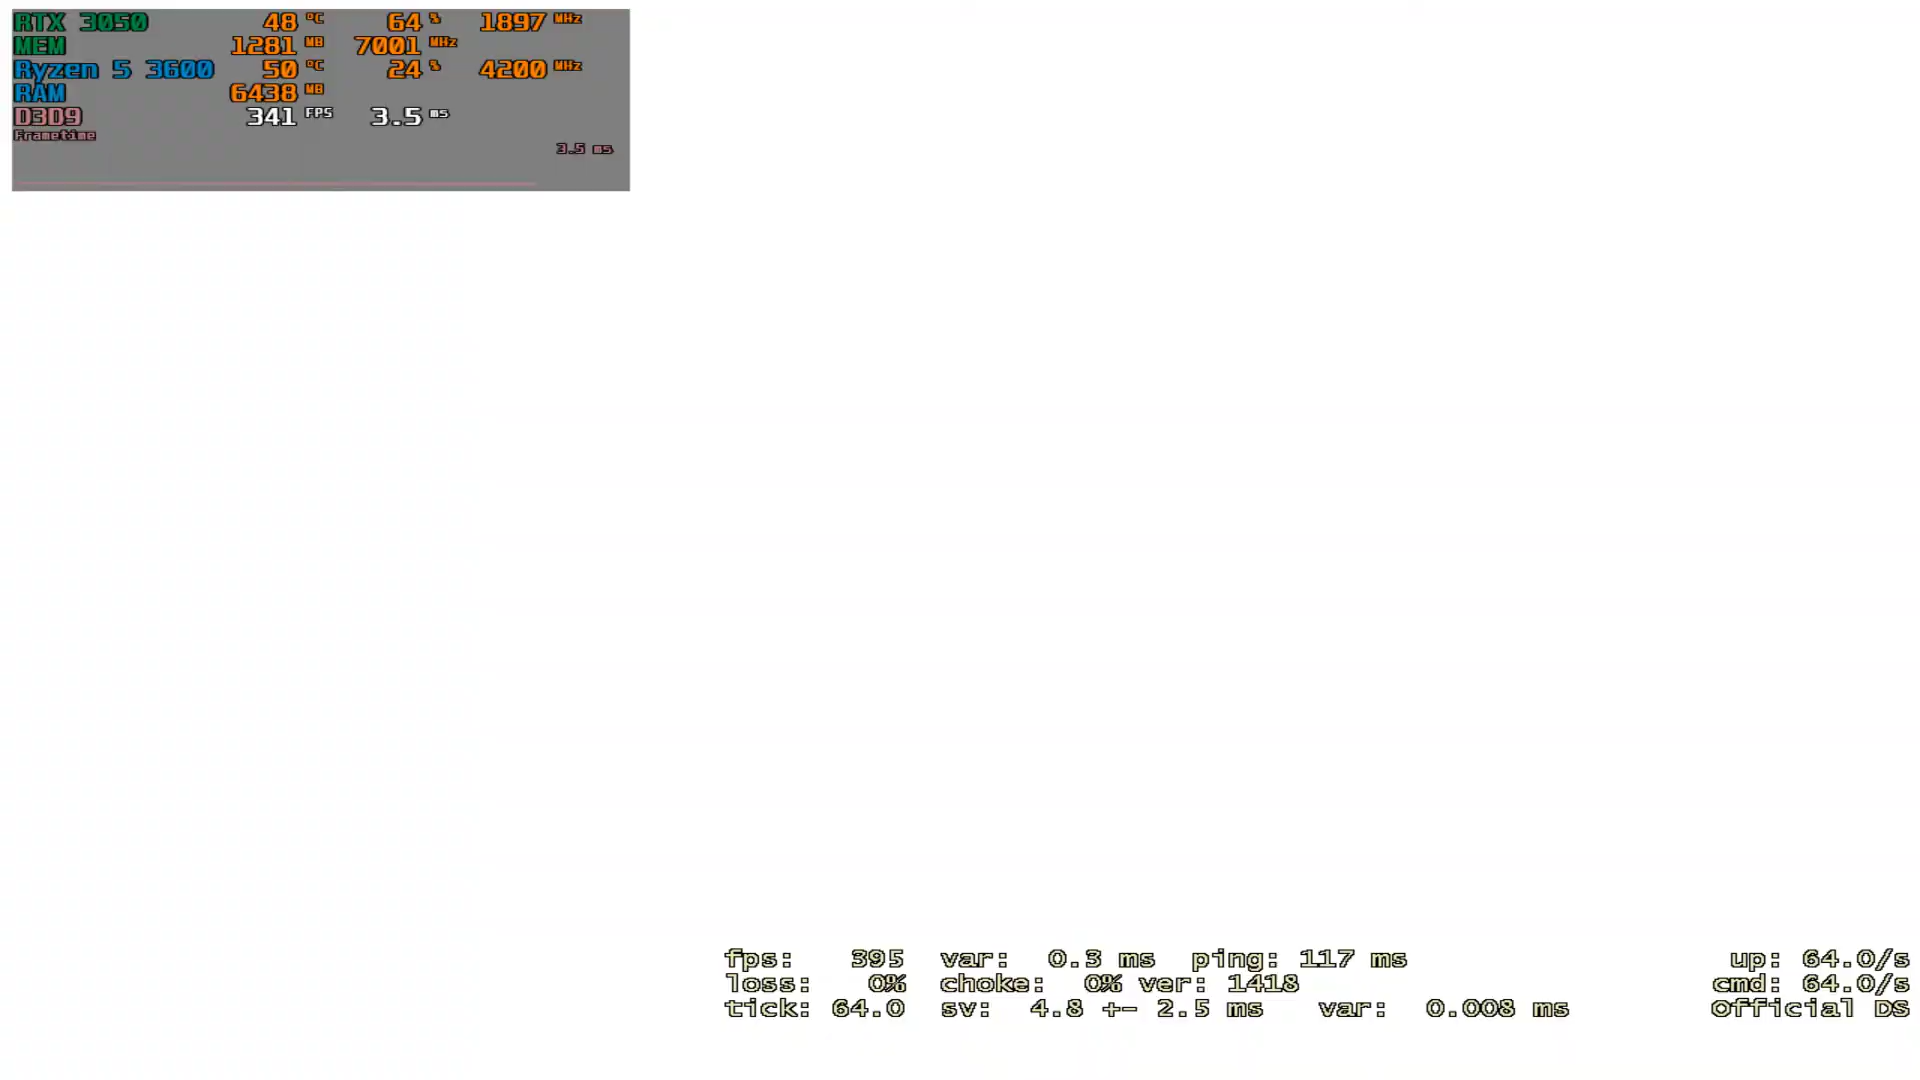 RTX 3050 48 °C 64 % 1897 MHz
MEM 1281 MB 7001 MHz
Ryzen 5 3600 50 °C 24 % 4200 MHz
RAM 6438 MB
D3D9 341 FPS 3.5 ms
Frametime
3.5 ms
fps: 395 var: 0.3 ms ping: 117 ms up: 64.0/s
loss: 0% choke: 0% ver: 1418 cmd: 64.0/s
tick: 64.0 sv: 4.8 +- 2.5 ms var: 0.008 ms Official DS